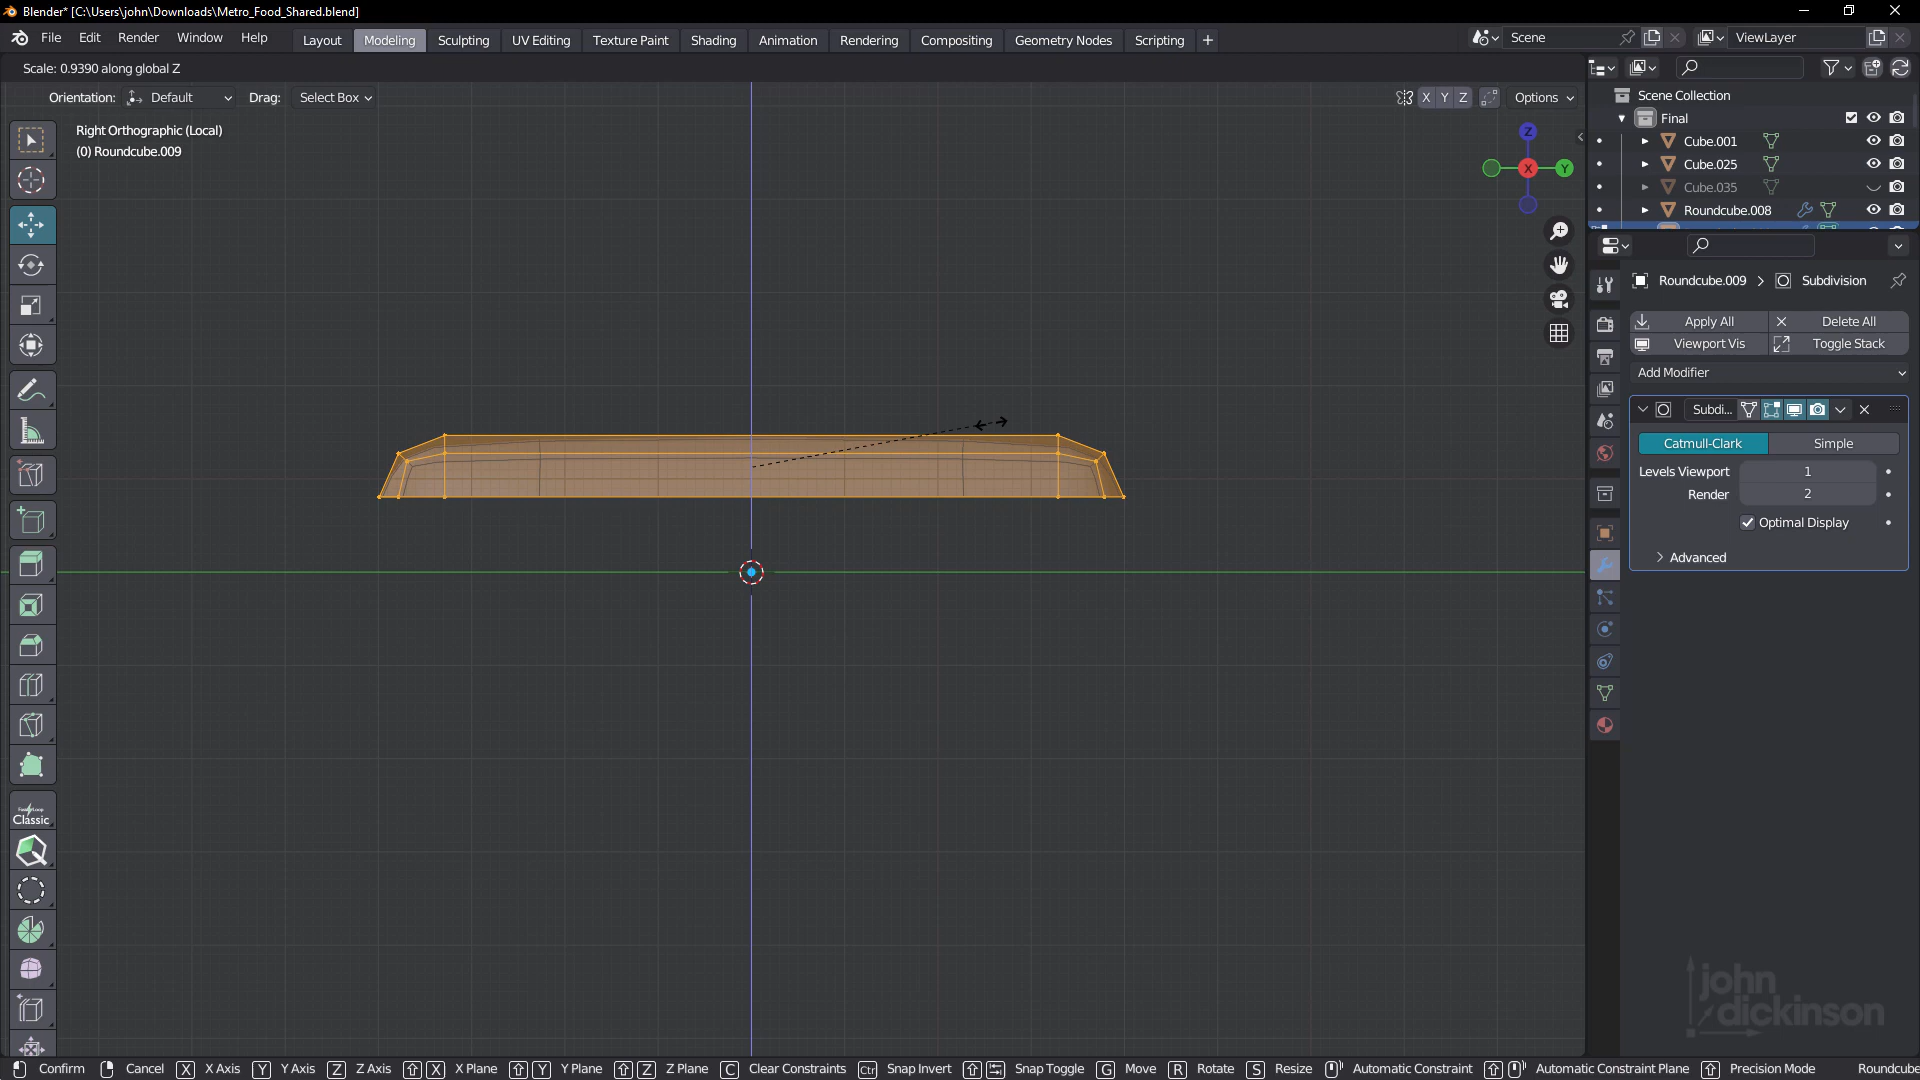 Blender* [C:\Users\john\Downloads\Metro_Food_Shared.blend]
File Edit Render Window Help Layout Modeling Sculpting UV Editing Texture Paint Shading Animation Rendering Compositing Geometry Nodes Scripting + Scene ViewLayer
Scale: 0.9390 along global Z
Orientation: Default Drag: Select Box X Y Z Options
Right Orthographic (Local)
(0) Roundcube.009
Z
X
Y
Classic
Scene Collection
Final
Cube.001
Cube.025
Cube.035
Roundcube.008
Roundcube.009 > Subdivision
Apply All Delete All
Viewport Vis Toggle Stack
Add Modifier
Subdi...
Catmull-Clark Simple
Levels Viewport 1
Render 2
Optimal Display
Advanced
john
dickinson
Confirm Cancel X X Axis Y Y Axis Z Z Axis X X Plane Y Y Plane Z Z Plane C Clear Constraints Ctrl Snap Invert Snap Toggle G Move R Rotate S Resize Automatic Constraint Automatic Constraint Plane Precision Mode Roundcube